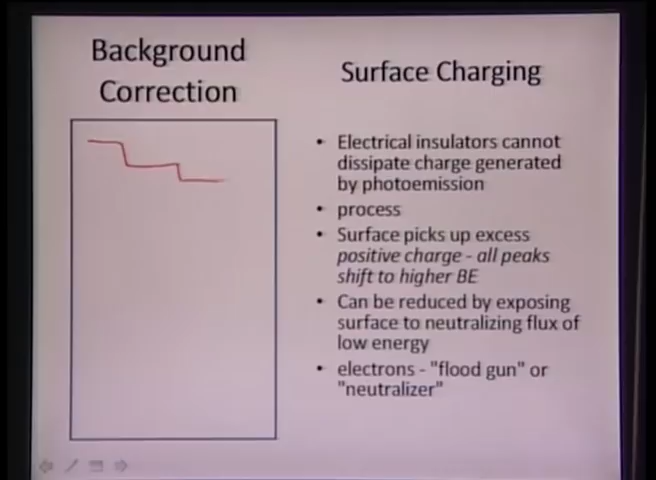 Background
Correction
Surface Charging
• Electrical insulators cannot
dissipate charge generated
by photoemission
• process
• Surface picks up excess
positive charge - all peaks
shift to higher BE
• Can be reduced by exposing
surface to neutralizing flux of
low energy
• electrons - "flood gun" or
"neutralizer"